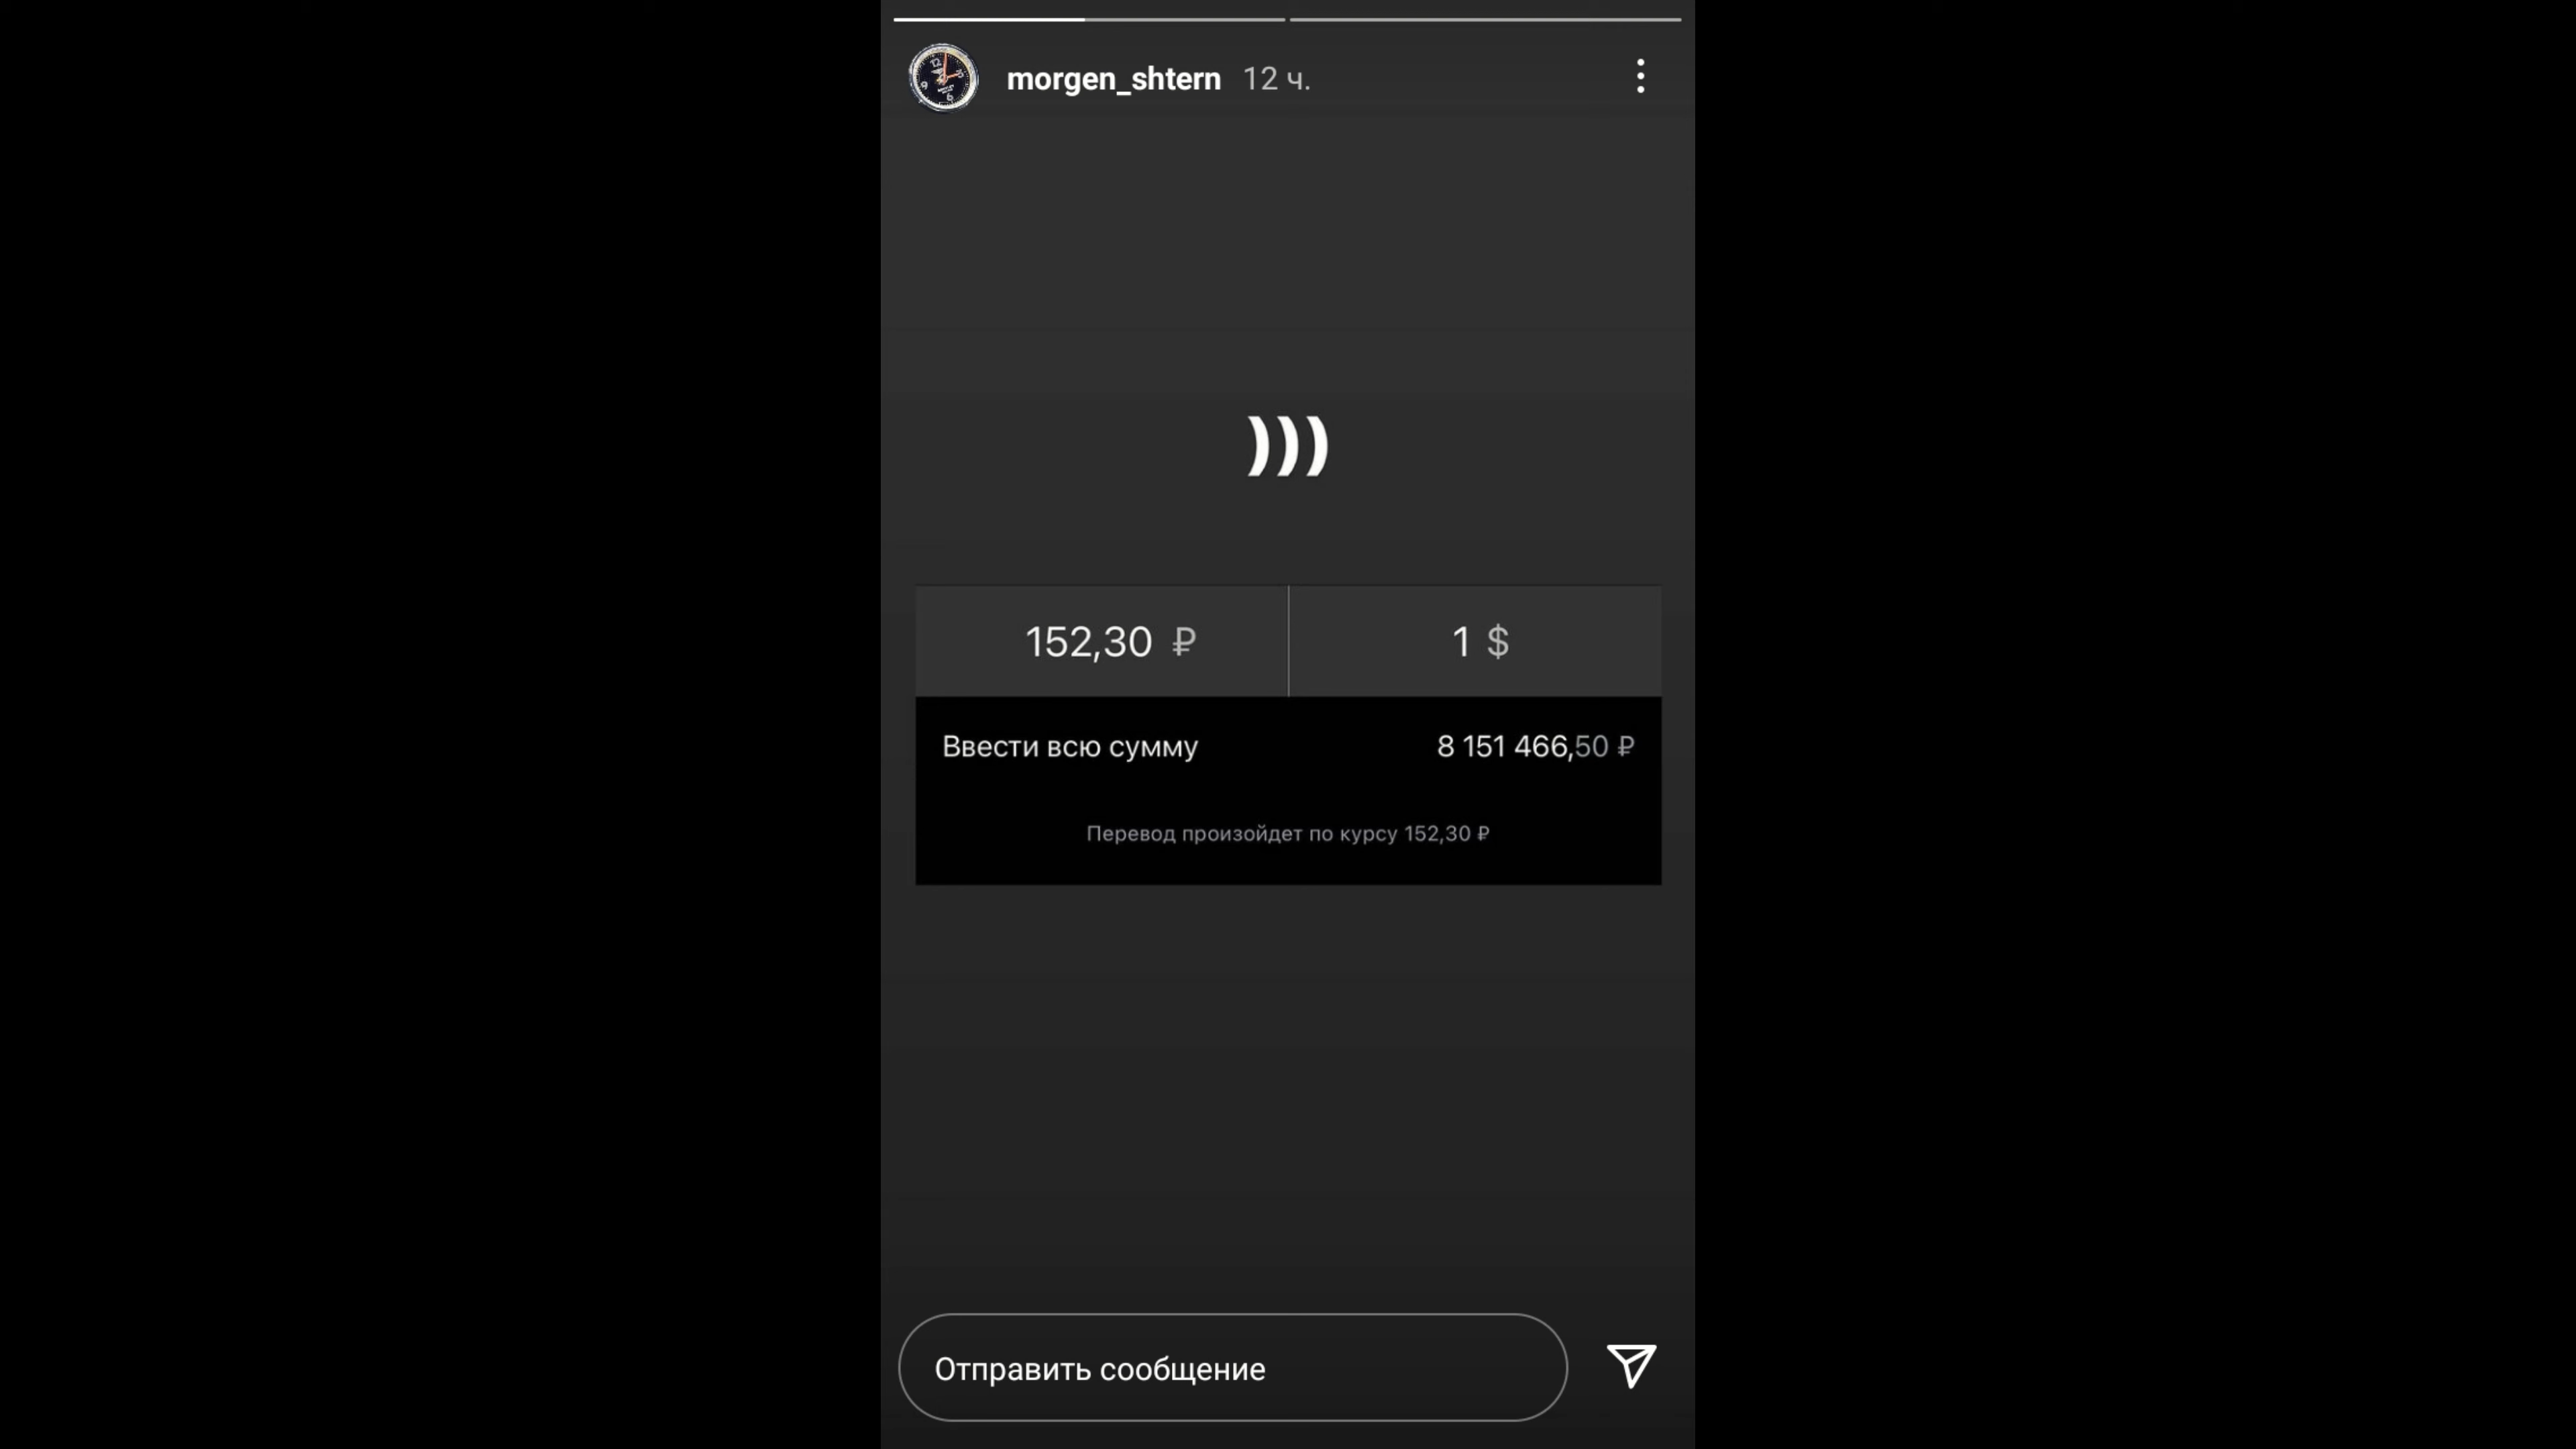 morgen_shtern 12 ч.
)))
152,30 ₽ 1 $
Ввести всю сумму 8 151 466,50 ₽
Перевод произойдет по курсу 152,30 ₽
Отправить сообщение